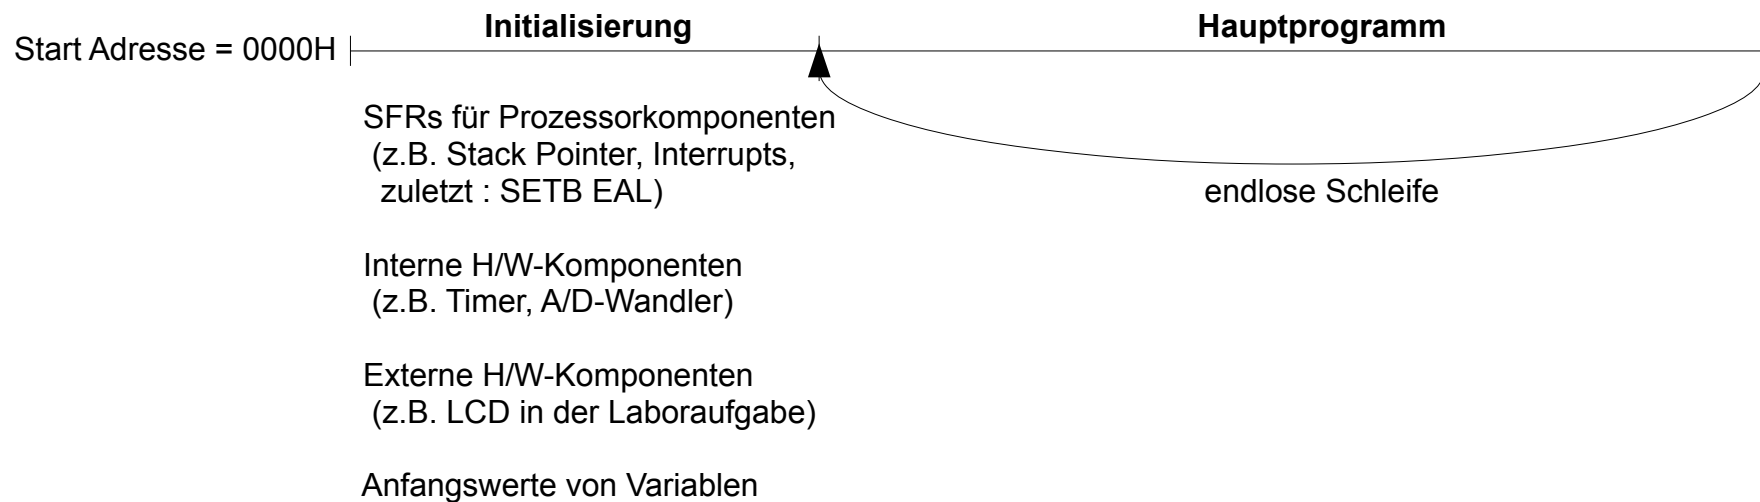 Initialisierung
Hauptprogramm
Start Adresse = 0000H
SFRs für Prozessorkomponenten
(z.B. Stack Pointer, Interrupts,
zuletzt : SETB EAL)
endlose Schleife
Interne H/W-Komponenten
(z.B. Timer, A/D-Wandler)
Externe H/W-Komponenten
(z.B. LCD in der Laboraufgabe)
Anfangswerte von Variablen